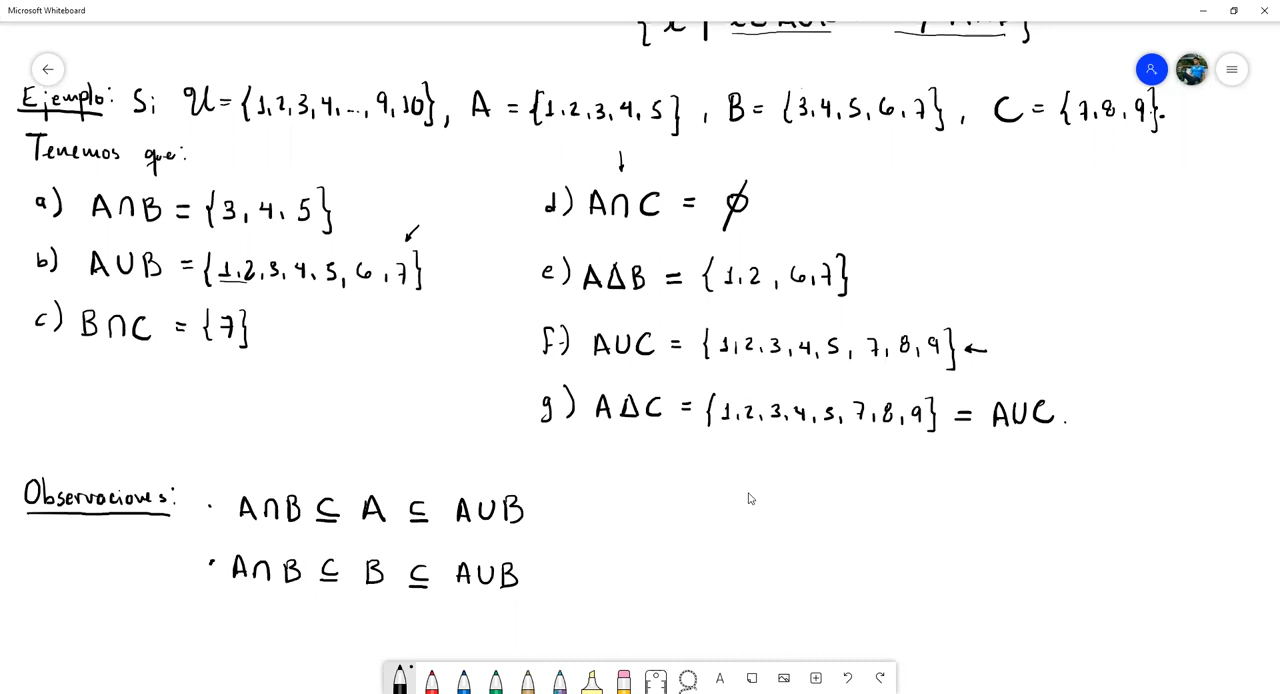 Microsoft Whiteboard
Ejemplo: Si 𝒰 = {1,2,3,4,...,9,10}, A = {1,2,3,4,5}, B = {3,4,5,6,7}, C = {7,8,9}.
Tenemos que:
a) A∩B = {3,4,5}
b) A∪B = {1,2,3,4,5,6,7}
c) B∩C = {7}
d) A∩C = ∅
e) A∆B = {1,2,6,7}
f) A∪C = {1,2,3,4,5,7,8,9} ←
g) A∆C = {1,2,3,4,5,7,8,9} = A∪C.
Observaciones: · A∩B ⊆ A ⊆ A∪B
· A∩B ⊆ B ⊆ A∪B